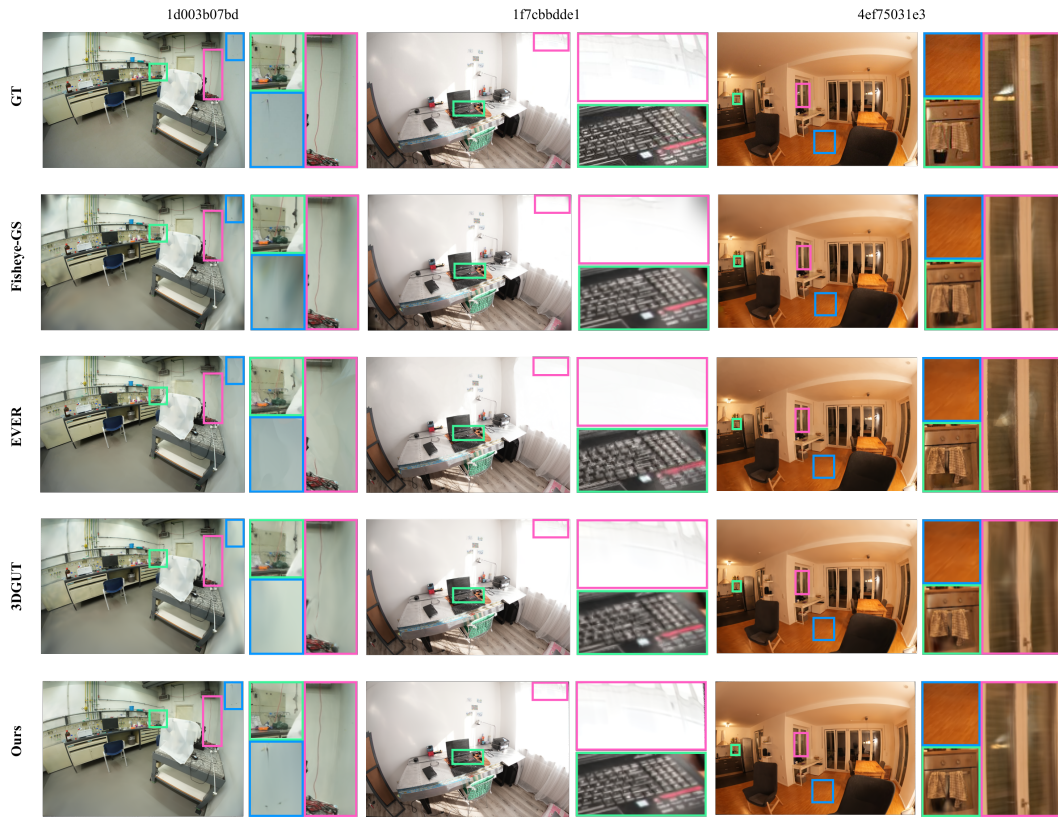 1d003b07bd 1f7cbbdde1 4ef75031e3
GT
Fisheye-GS
EVER
3DGUT
Ours